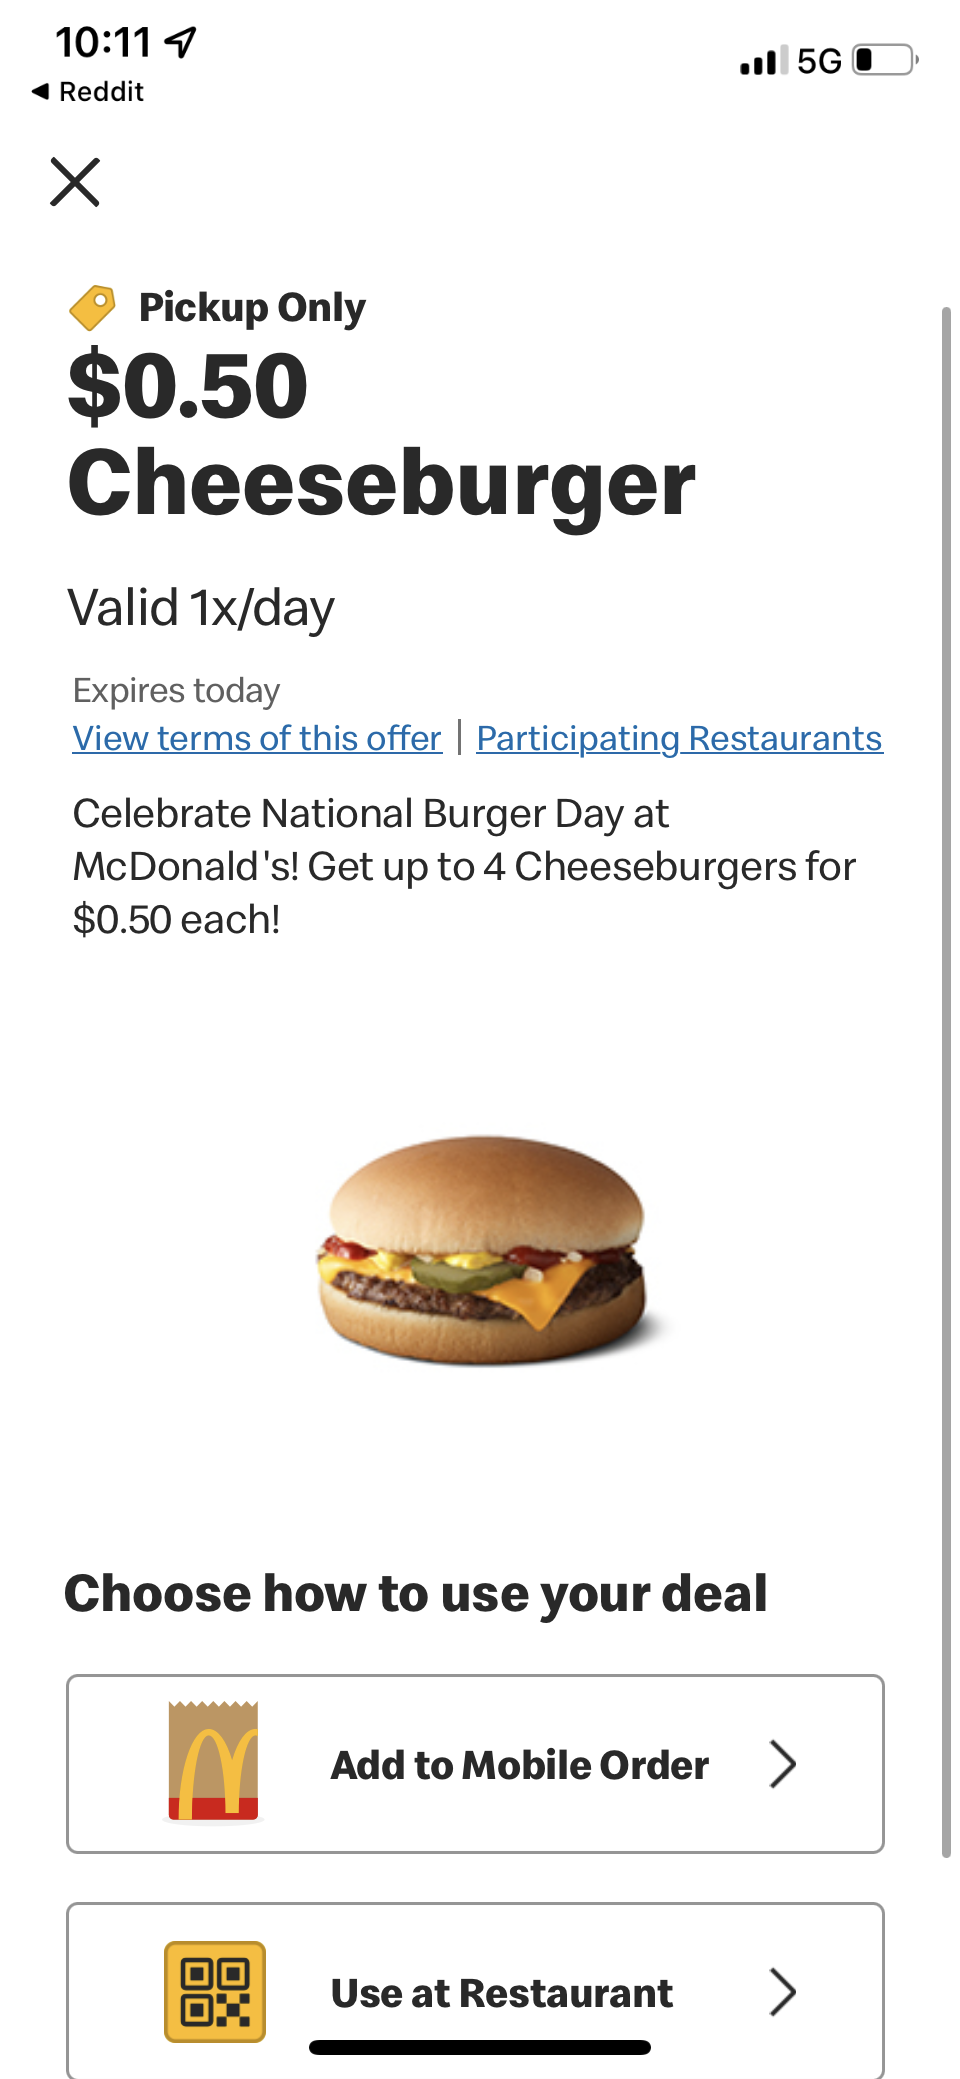 10:11
5G
◀ Reddit
Pickup Only
$0.50
Cheeseburger
Valid 1x/day
Expires today
View terms of this offer | Participating Restaurants
Celebrate National Burger Day at
McDonald's! Get up to 4 Cheeseburgers for
$0.50 each!
Choose how to use your deal
Add to Mobile Order
Use at Restaurant